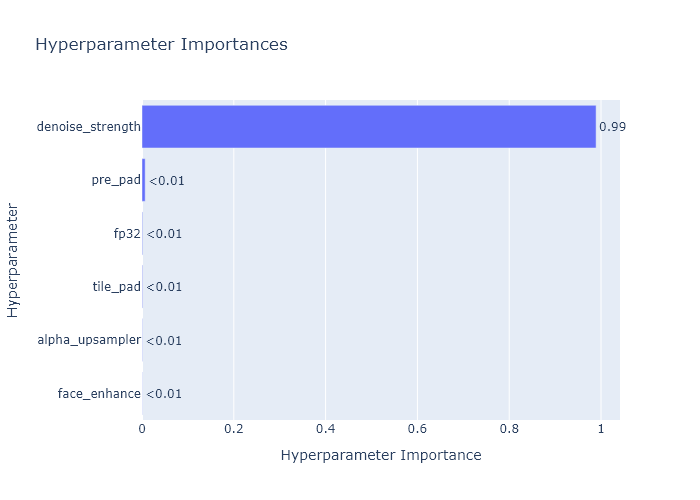 Hyperparameter Importances
Hyperparameter
denoise_strength 0.99
pre_pad <0.01
fp32 <0.01
tile_pad <0.01
alpha_upsampler <0.01
face_enhance <0.01
0 0.2 0.4 0.6 0.8 1
Hyperparameter Importance